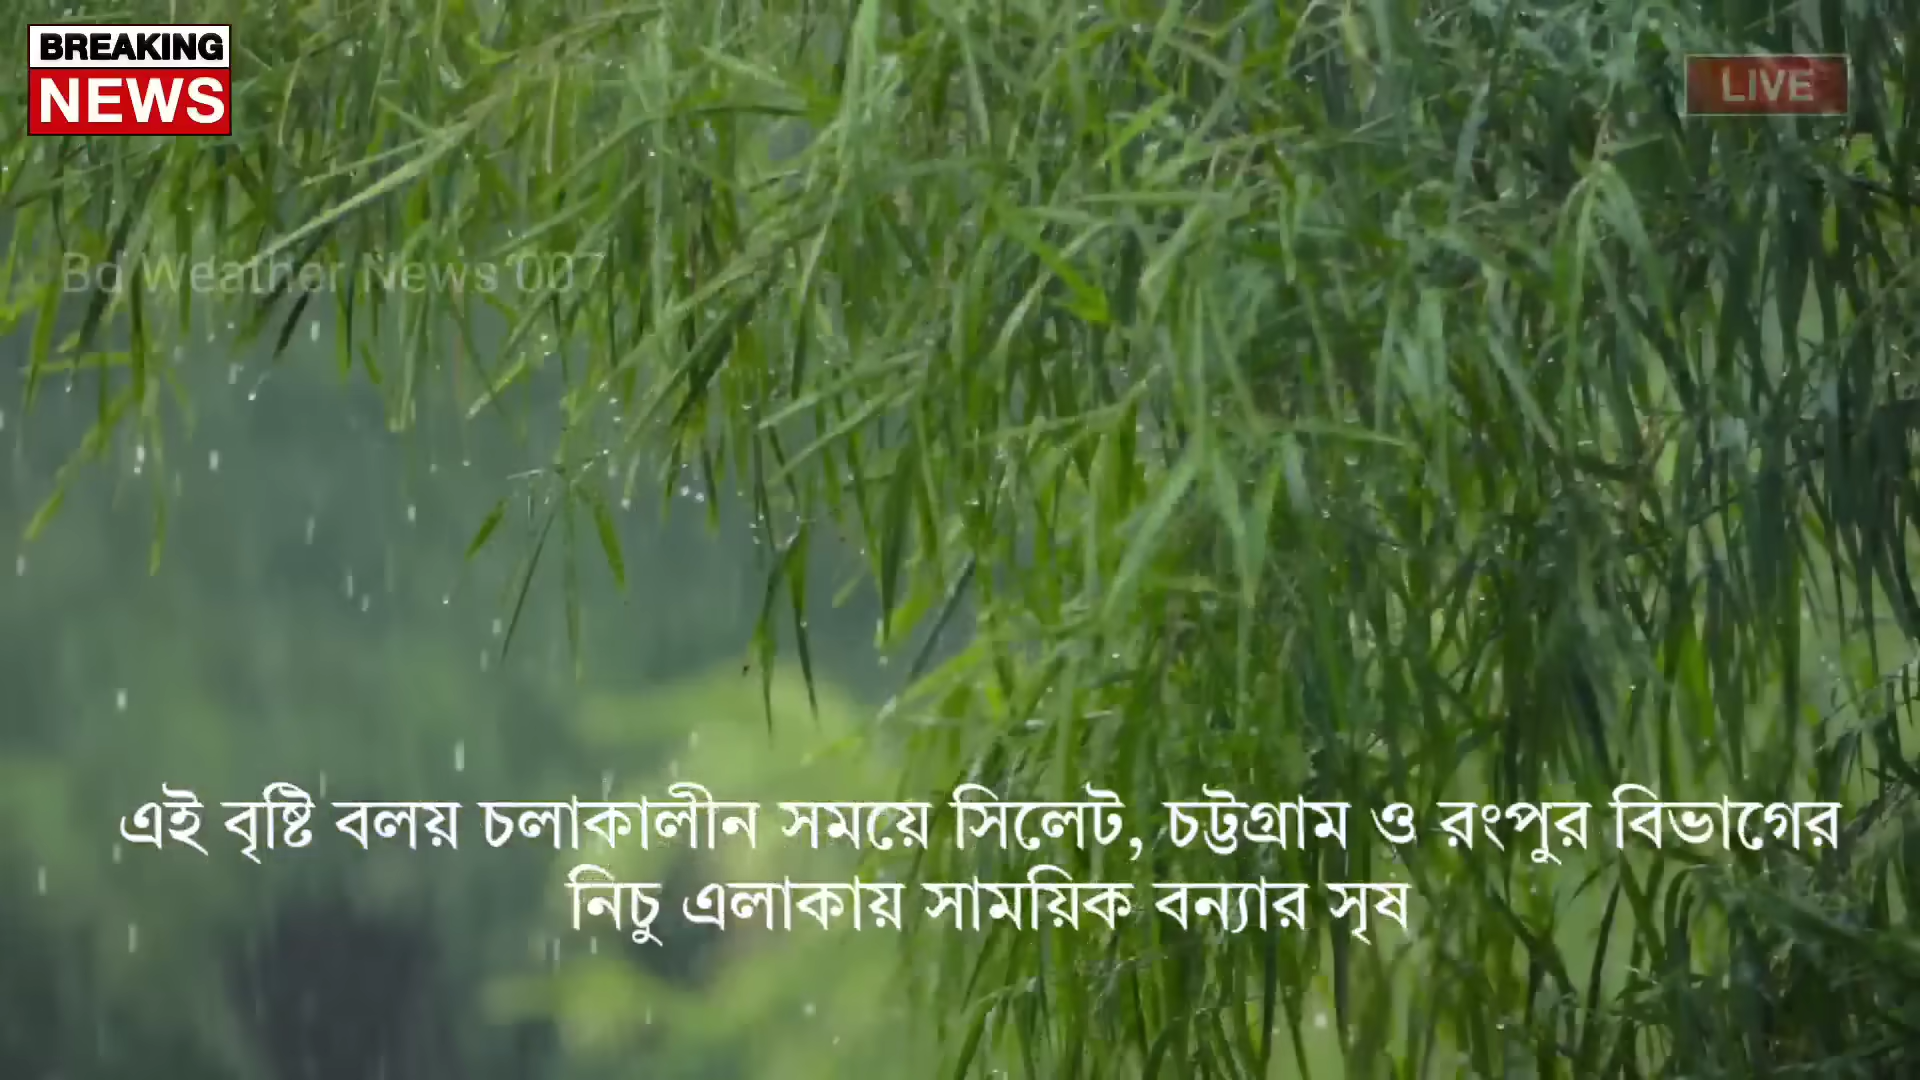 BREAKING
NEWS
LIVE
Bd Weather News 007
এই বৃষ্টি বলয় চলাকালীন সময়ে সিলেট, চট্টগ্রাম ও রংপুর বিভাগের
নিচু এলাকায় সাময়িক বন্যার সৃষ